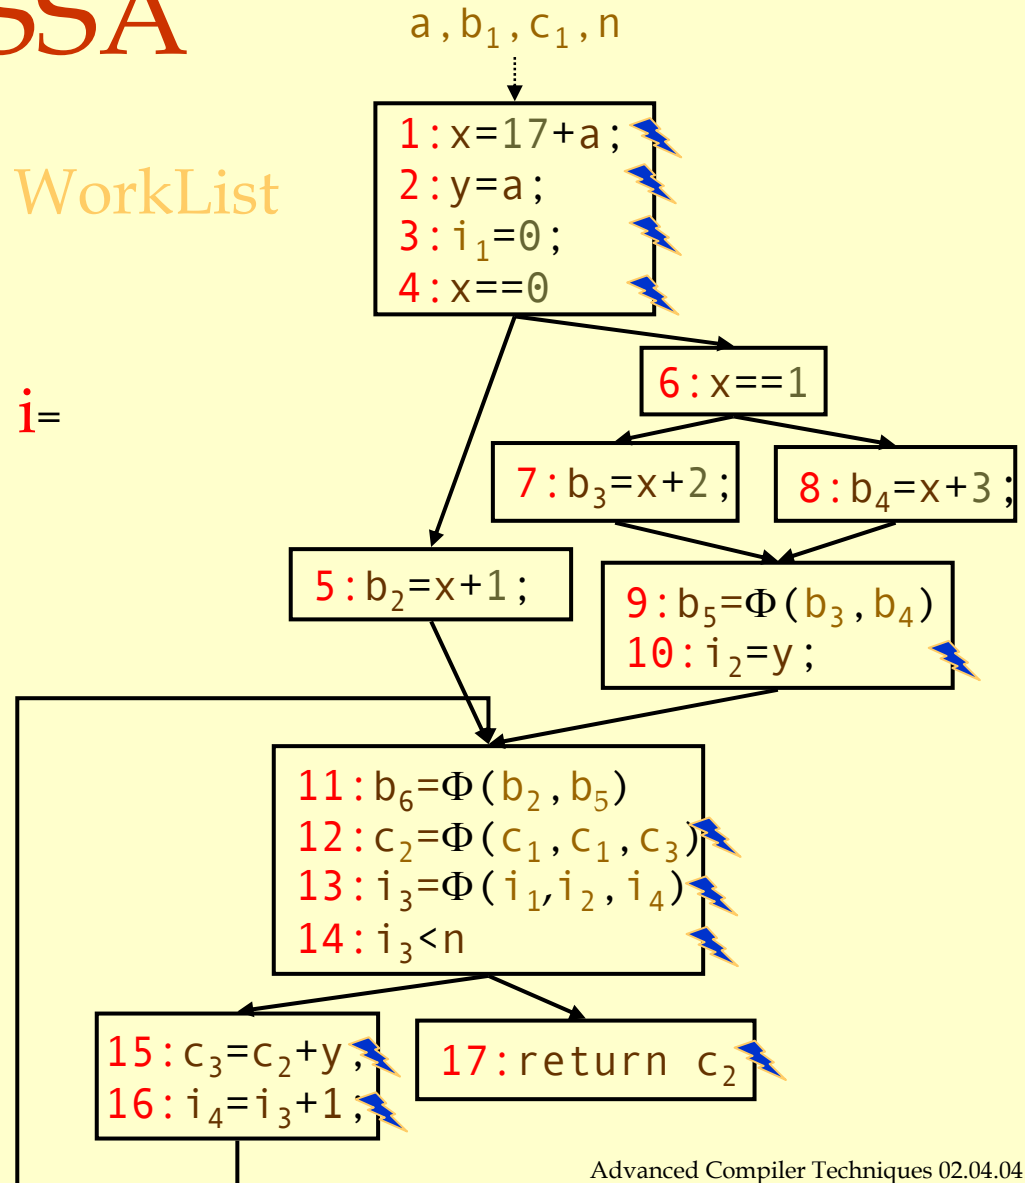 SSA
a,b₁,c₁,n
WorkList
i=
1:x=17+a;
2:y=a;
3:i₁=0;
4:x==0
6:x==1
7:b₃=x+2;
8:b₄=x+3;
5:b₂=x+1;
9:b₅=Φ(b₃,b₄)
10:i₂=y;
11:b₆=Φ(b₂,b₅)
12:c₂=Φ(c₁,c₁,c₃)
13:i₃=Φ(i₁,i₂,i₄)
14:i₃<n
15:c₃=c₂+y;
16:i₄=i₃+1;
17:return c₂
Advanced Compiler Techniques 02.04.04